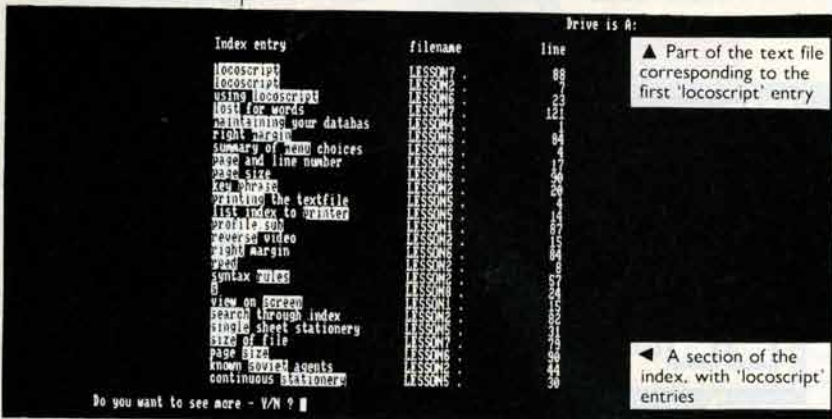 Drive is A:
Index entry filename line
locoscript LESSON7 . 88
locoscript LESSON2 . 7
using locoscript LESSON6 . 23
lost for words LESSON7 . 121
maintaining your databas LESSON4 .
right margin LESSON6 . 84
summary of menu choices LESSON8 . 4
page and line number LESSON5 . 17
page size LESSON6 . 90
key phrase LESSON2 . 20
printing the textfile LESSON5 . 4
list index to printer LESSON5 . 14
profile.sub LESSON1 . 87
reverse video LESSON2 . 15
right margin LESSON6 . 84
rped LESSON2 . 8
syntax rules 57
s 24
view on screen LESSON1 . 15
search through index LESSON2 . 82
single sheet stationery LESSON5 . 31
size of file LESSON7 . 79
page size LESSON6 . 90
known soviet agents LESSON2 . 44
continuous stationery LESSON5 . 30
Do you want to see more - Y/N ?
▲ Part of the text file
corresponding to the
first 'locoscript' entry
◄ A section of the
index, with 'locoscript'
entries